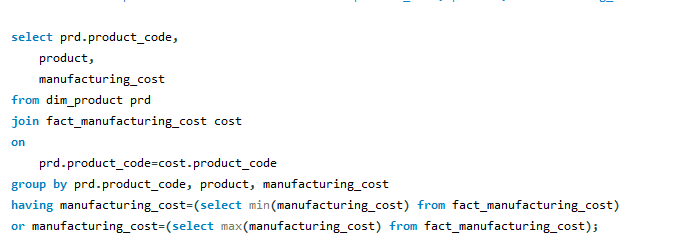 select prd.product_code,
    product,
    manufacturing_cost
from dim_product prd
join fact_manufacturing_cost cost
on
    prd.product_code=cost.product_code
group by prd.product_code, product, manufacturing_cost
having manufacturing_cost=(select min(manufacturing_cost) from fact_manufacturing_cost)
or manufacturing_cost=(select max(manufacturing_cost) from fact_manufacturing_cost);